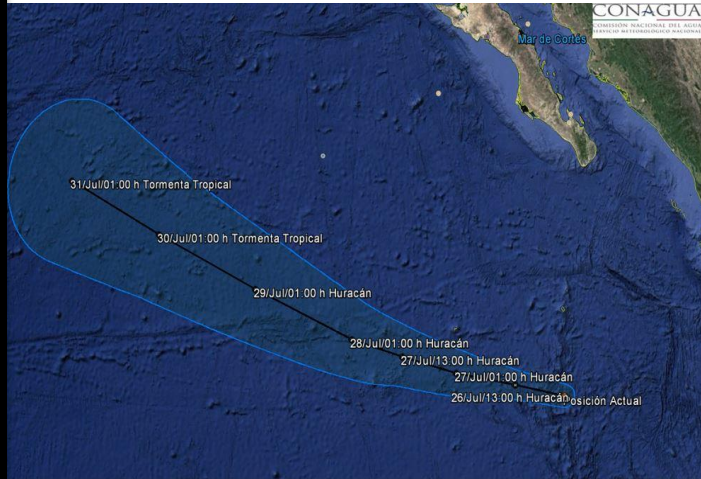 CONAGUA
COMISIÓN NACIONAL DEL AGUA
SERVICIO METEOROLÓGICO NACIONAL
Mar de Cortés
31/Jul/01:00 h Tormenta Tropical
30/Jul/01:00 h Tormenta Tropical
29/Jul/01:00 h Huracán
28/Jul/01:00 h Huracán
27/Jul/13:00 h Huracán
27/Jul/01:00 h Huracán
26/Jul/13:00 h Huracán
Posición Actual